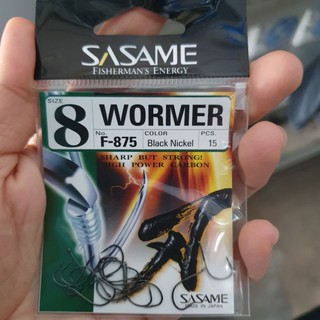 SASAME
FISHERMAN'S ENERGY
SIZE
8
WORMER
No. F-875
COLOR
Black Nickel
PCS.
15
SHARP BUT STRONG!
HIGH POWER CARBON
SASAME
MADE IN JAPAN